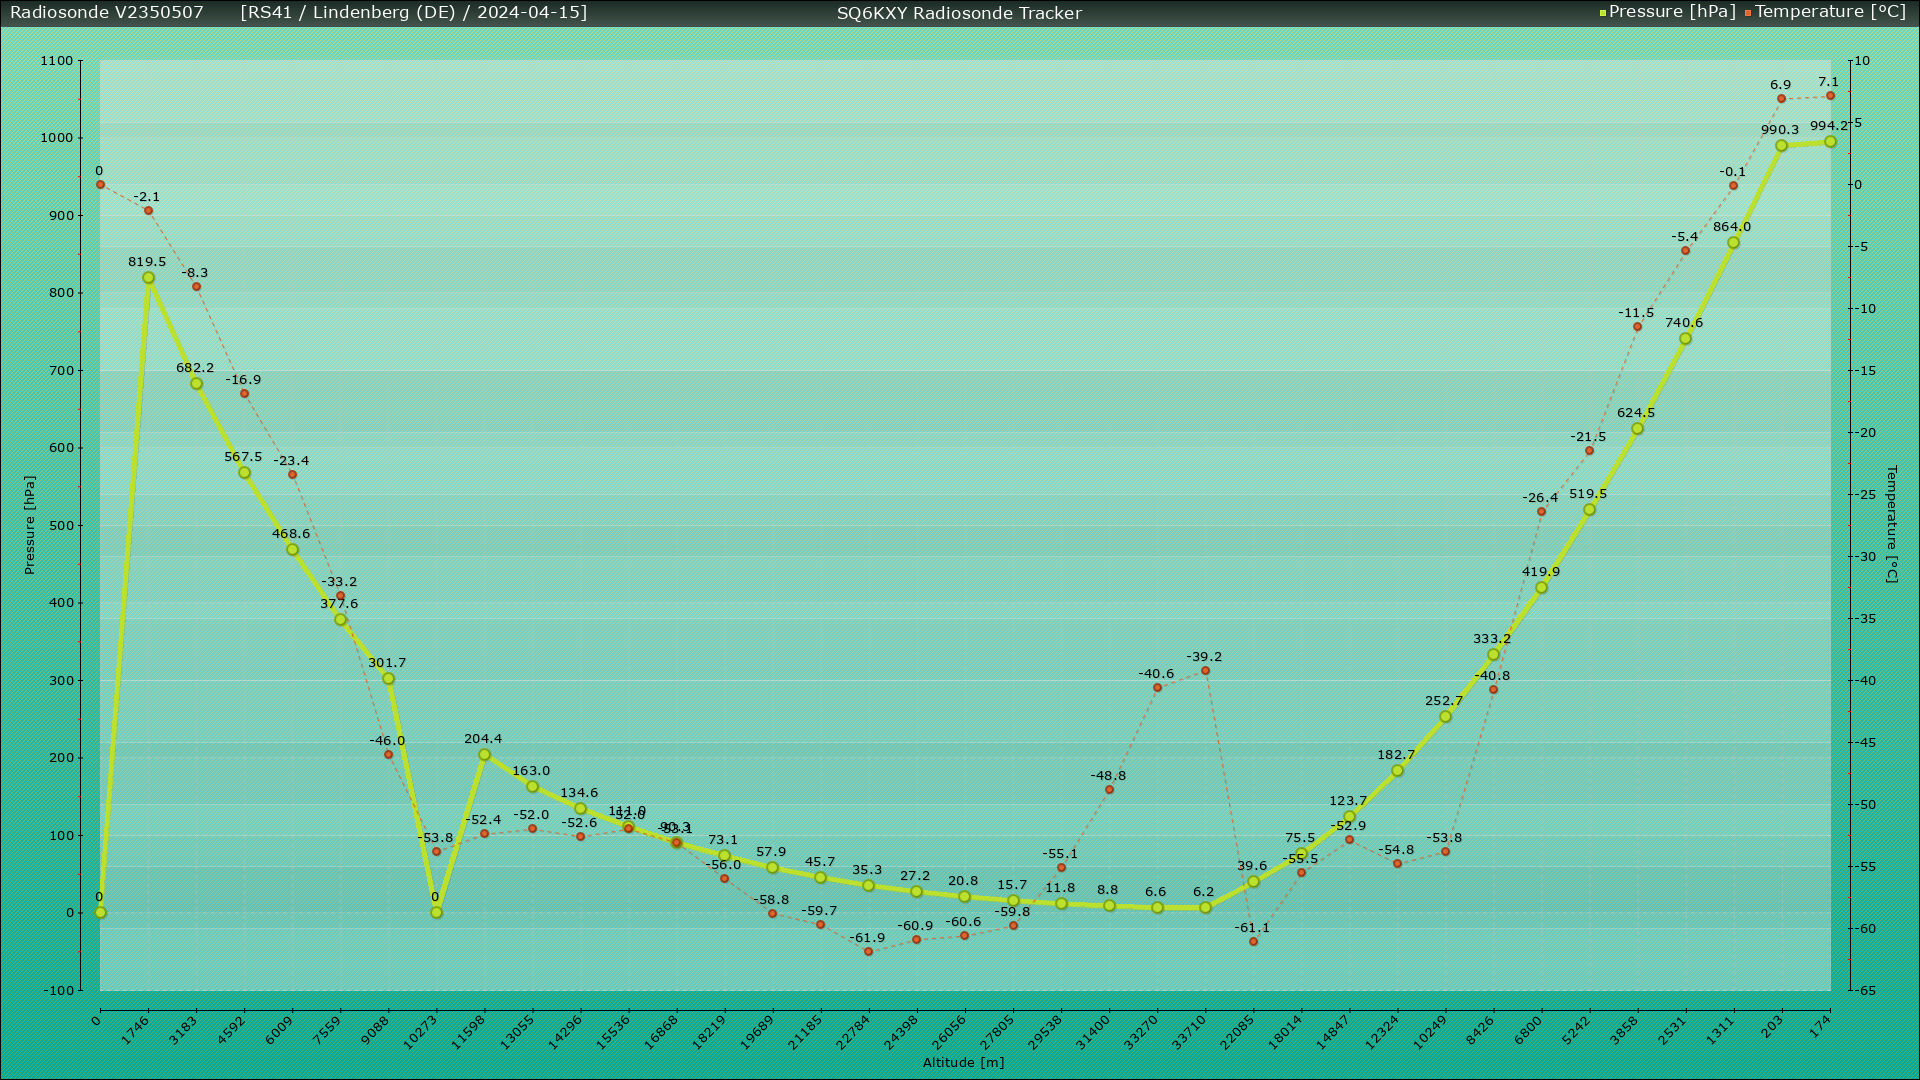 Radiosonde V2350507 [RS41 / Lindenberg (DE) / 2024-04-15] SQ6KXY Radiosonde Tracker Pressure [hPa] Temperature [ºC]
1100 1000 900 800 700 600 500 400 300 200 100 0 -100
Pressure [hPa]
0 -2.1 -8.3 -16.9 -23.4 -33.2 -46.0 -53.8 -52.4 -52.0 -52.6 -52.0 -53.1 -56.0 -58.8 -59.7 -61.9 -60.9 -60.6 -59.8 -55.1 -48.8 -40.6 -39.2 -61.1 -55.5 -52.9 -54.8 -53.8 -40.8 -26.4 -21.5 -11.5 -5.4 -0.1 6.9 7.1
0 819.5 682.2 567.5 468.6 377.6 301.7 0 204.4 163.0 134.6 111.0 90.3 73.1 57.9 45.7 35.3 27.2 20.8 15.7 11.8 8.8 6.6 6.2 39.6 75.5 123.7 182.7 252.7 333.2 419.9 519.5 624.5 740.6 864.0 990.3 994.2
10 5 0 -5 -10 -15 -20 -25 -30 -35 -40 -45 -50 -55 -60 -65
Temperature [ºC]
0 1746 3183 4592 6009 7559 9088 10273 11598 13055 14296 15536 16868 18219 19689 21185 22784 24398 26056 27805 29538 31400 33270 33710 22085 18014 14847 12324 10249 8426 6800 5242 3858 2531 1311 203 174
Altitude [m]